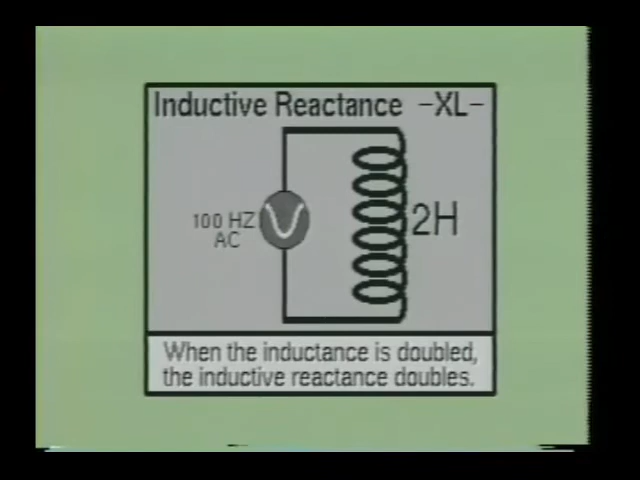 Inductive Reactance -XL-
100 HZ
AC
2H
When the inductance is doubled,
the inductive reactance doubles.